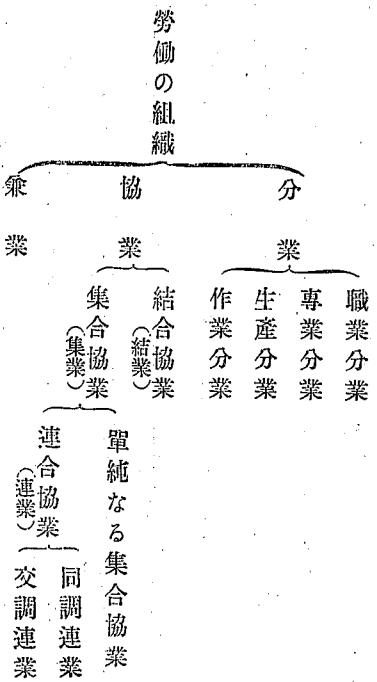 勞働の組織
分業
職業分業
専業分業
生產分業
作業分業
協業
結合協業
(結業)
集合協業
(集業)
單純なる集合協業
連合協業
(連業)
同調連業
交調連業
兼業